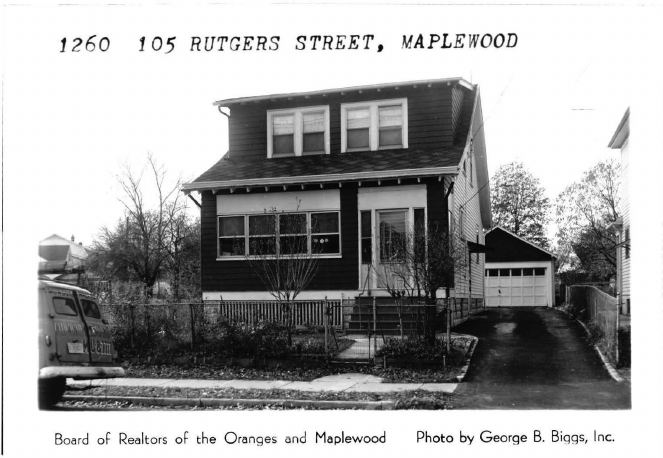 1260 105 RUTGERS STREET, MAPLEWOOD
Board of Realtors of the Oranges and Maplewood Photo by George B. Biggs, Inc.